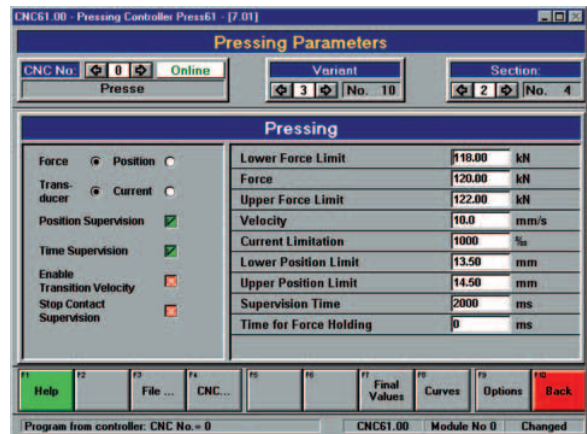 CNC61.00 - Pressing Controller Press61 - [7.01]
Pressing Parameters
CNC No: 0 Online
Presse
Variant
3 No. 10
Section:
2 No. 4
Pressing
Force Position
Trans-
ducer Current
Position Supervision
Time Supervision
Enable
Transition Velocity
Stop Contact
Supervision
Lower Force Limit 118.00 kN
Force 120.00 kN
Upper Force Limit 122.00 kN
Velocity 10.0 mm/s
Current Limitation 1000 ‰
Lower Position Limit 13.50 mm
Upper Position Limit 14.50 mm
Supervision Time 2000 ms
Time for Force Holding 0 ms
F1 Help
F2
F3 File ...
F4 CNC...
F5
F6
F7 Final Values
F8 Curves
F9 Options
F10 Back
Program from controller: CNC No.= 0 CNC61.00 Module No 0 Changed